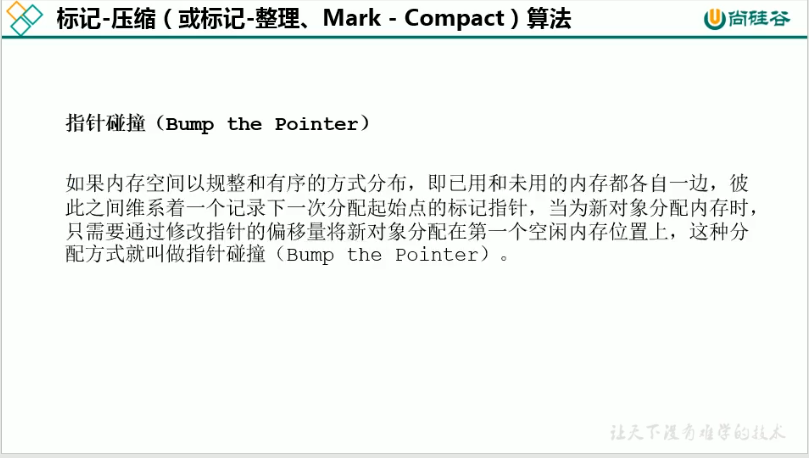 标记-压缩（或标记-整理、Mark - Compact）算法
尚硅谷
指针碰撞（Bump the Pointer）
如果内存空间以规整和有序的方式分布，即已用和未用的内存都各自一边，彼
此之间维系着一个记录下一次分配起始点的标记指针，当为新对象分配内存时，
只需要通过修改指针的偏移量将新对象分配在第一个空闲内存位置上，这种分
配方式就叫做指针碰撞（Bump the Pointer）。
让天下没有难学的技术